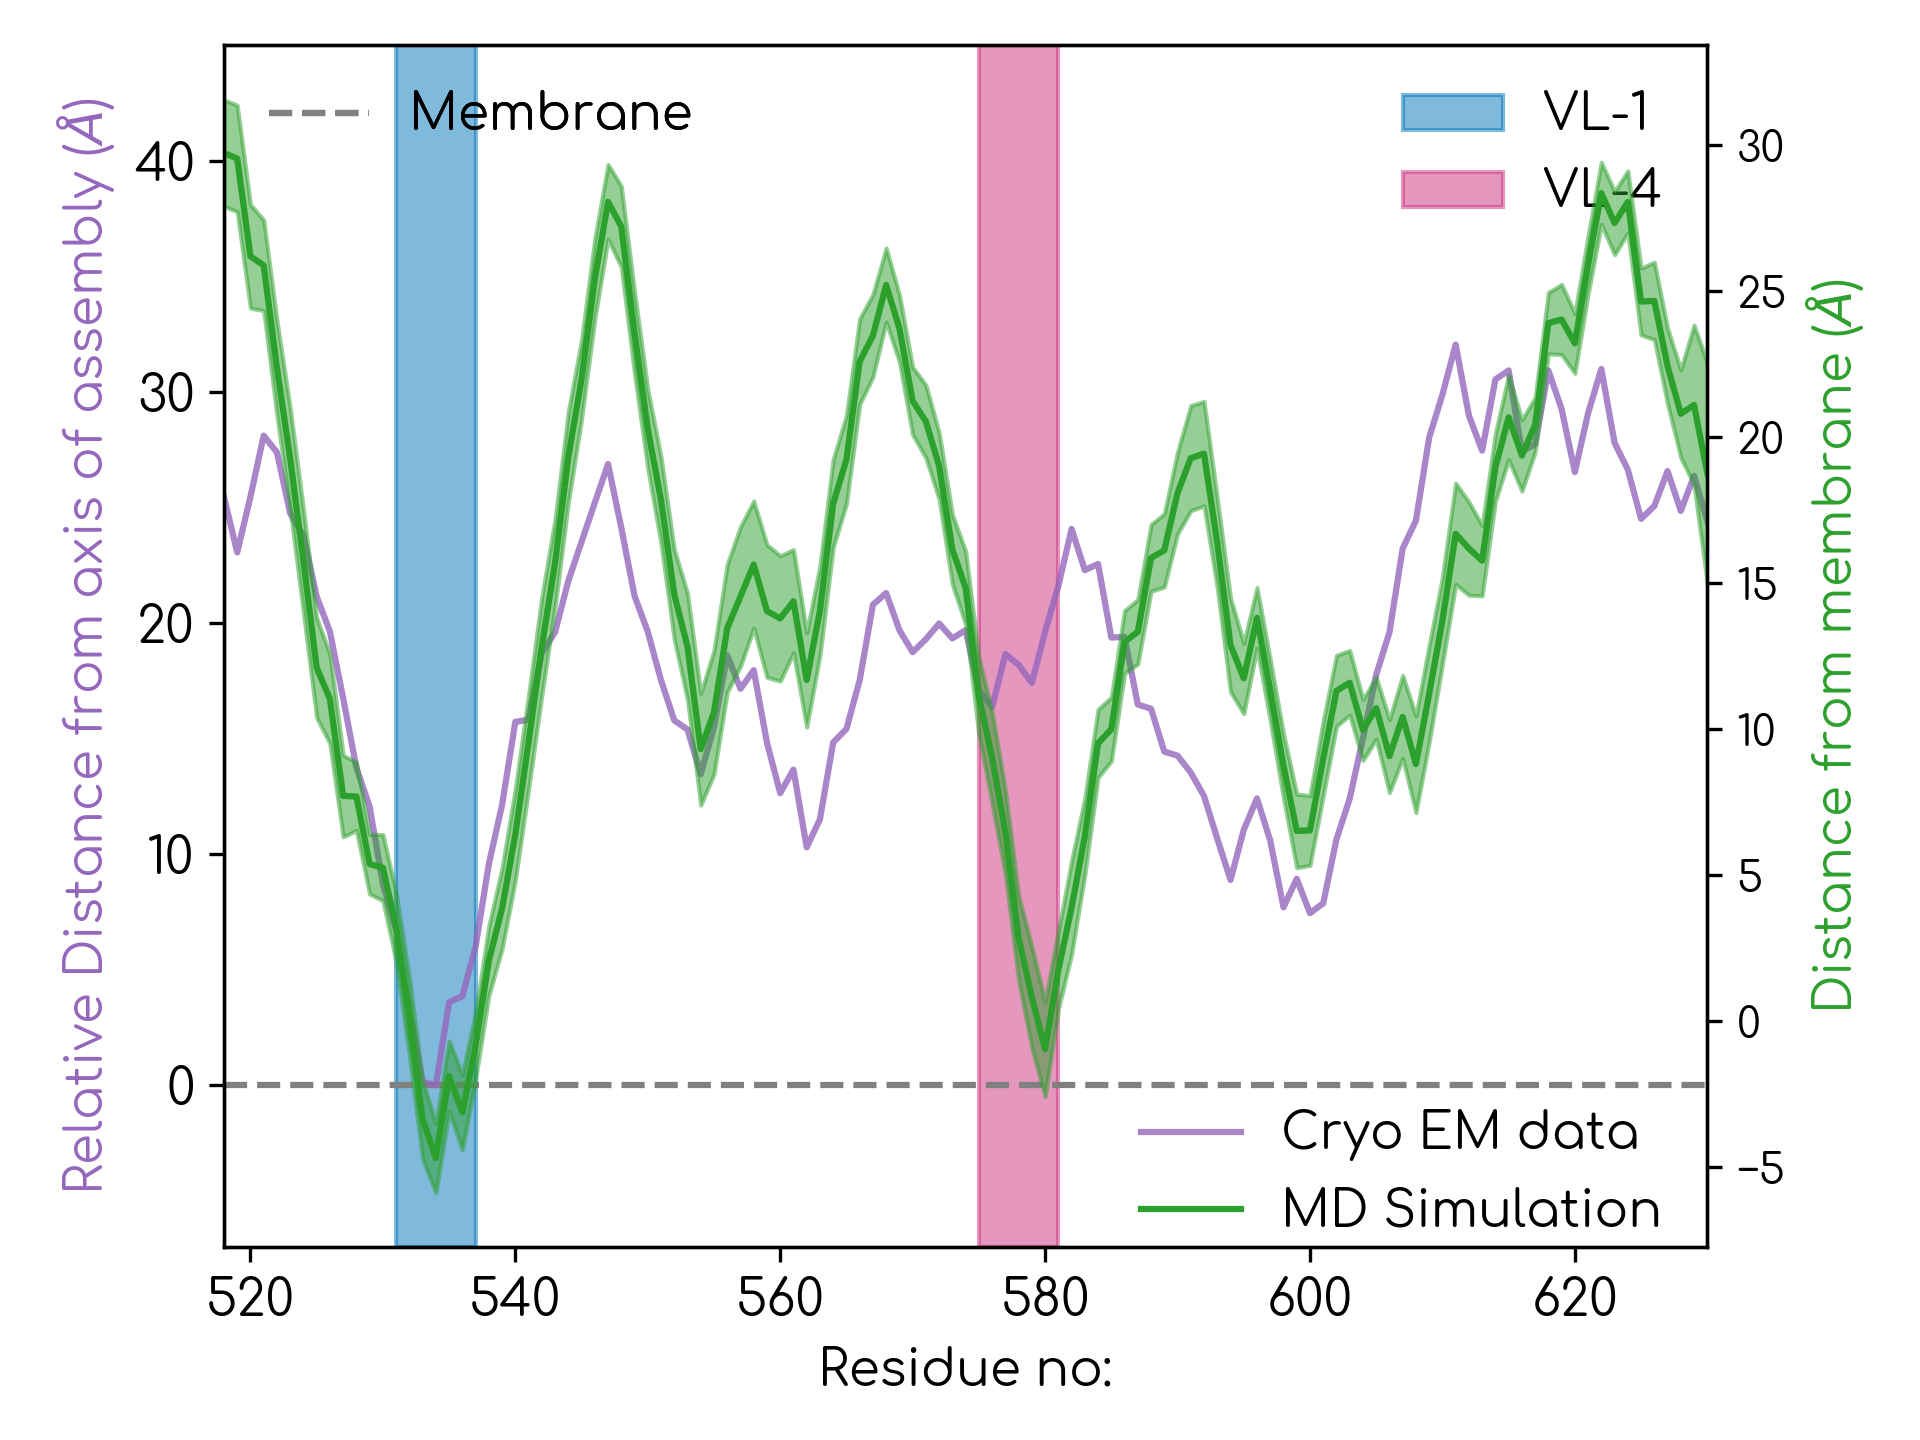 Membrane
VL-1
VL-4
Relative Distance from axis of assembly (Å)
40
30
20
10
0
30
25
20
15
10
5
0
−5
Distance from membrane (Å)
Cryo EM data
MD Simulation
520 540 560 580 600 620
Residue no: